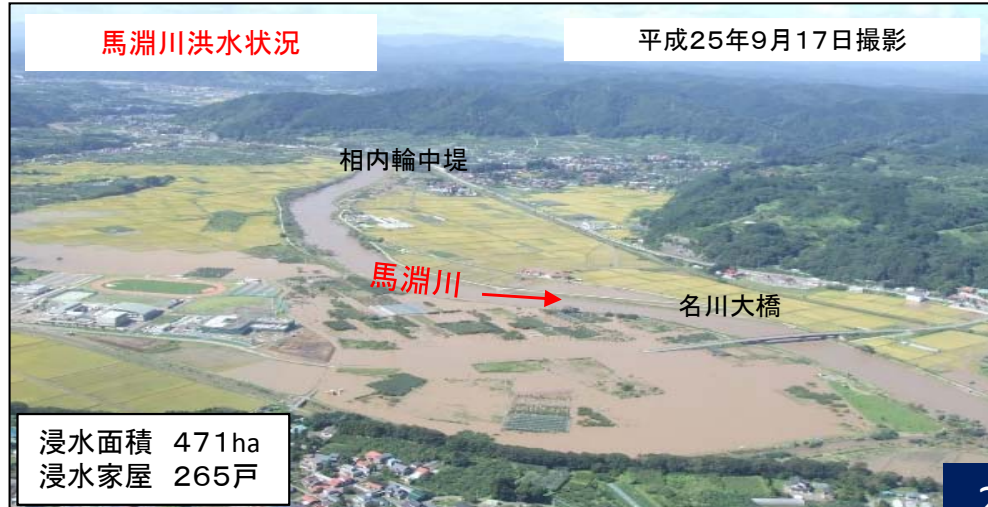 馬淵川洪水状況
平成25年9月17日撮影
相内輪中堤
馬淵川
名川大橋
浸水面積 471ha
浸水家屋 265戸